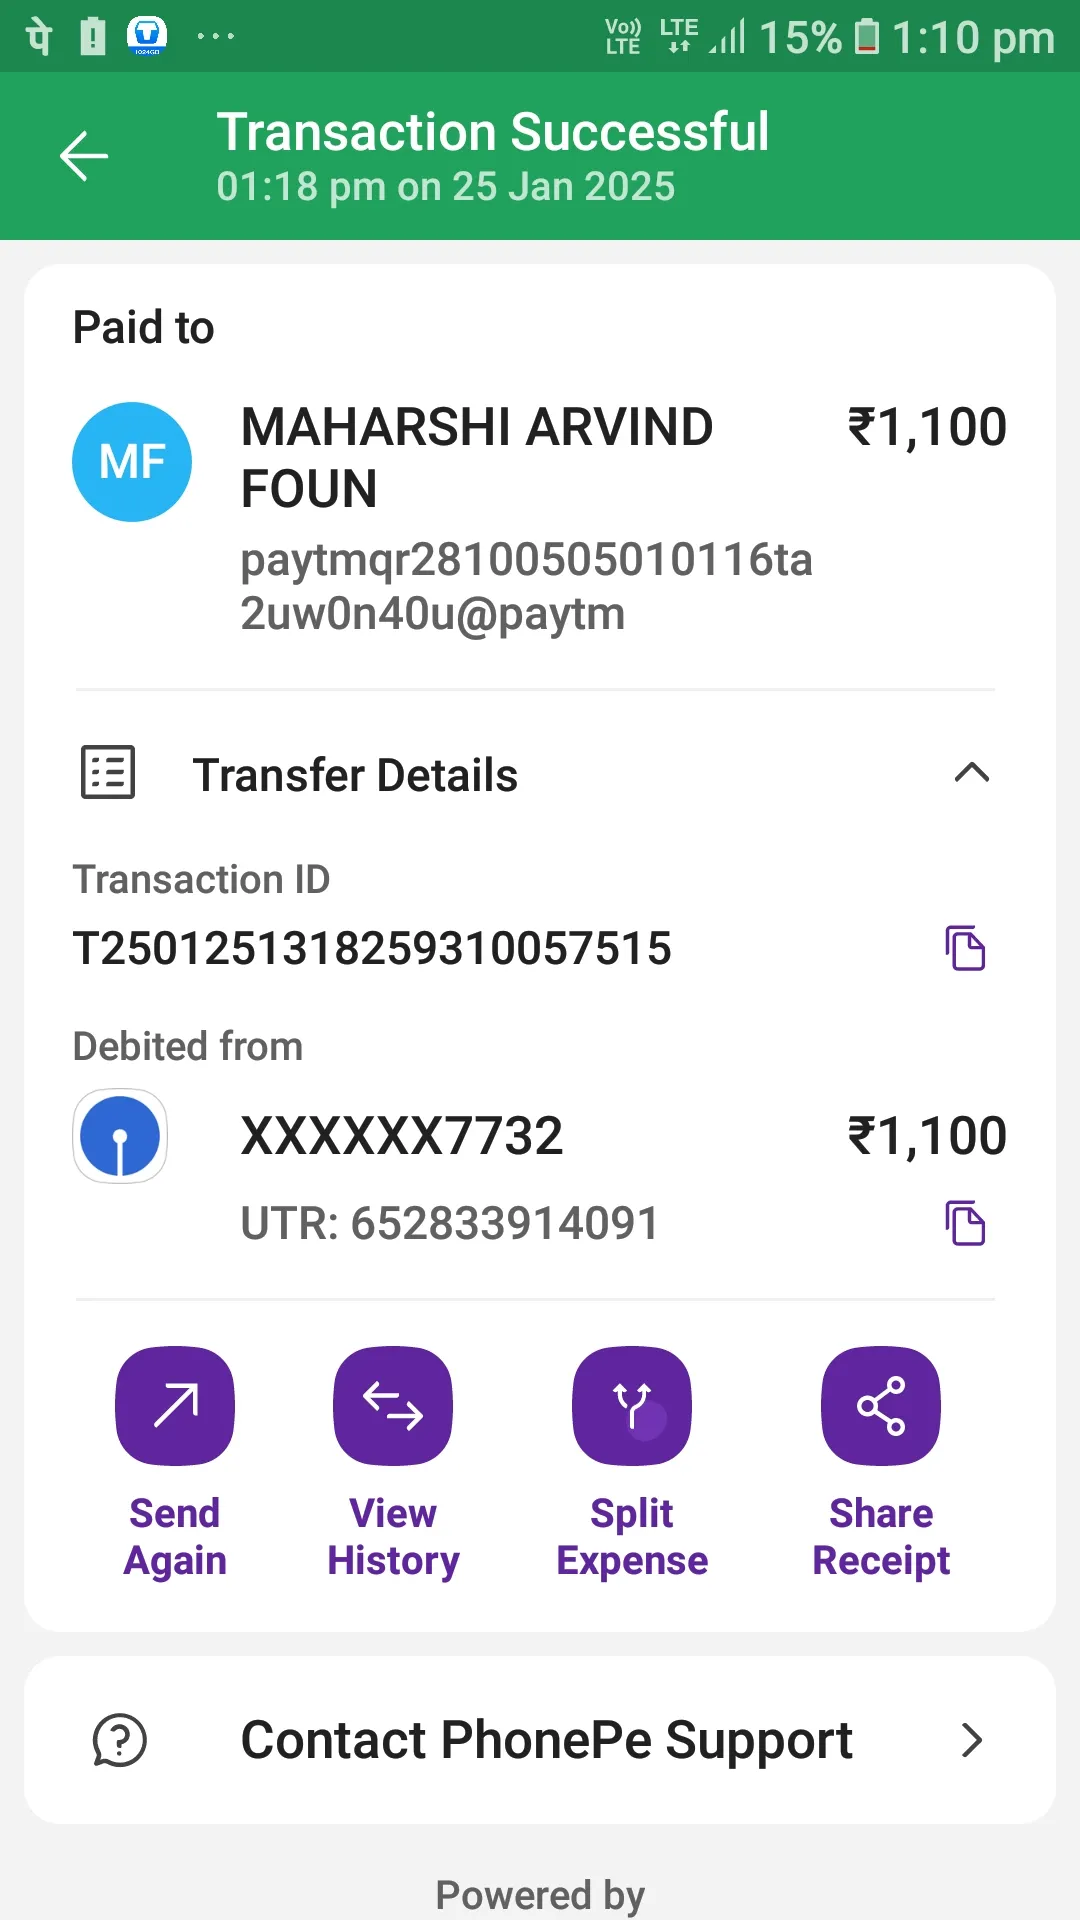 पे Vo)) LTE LTE 15% 1:10 pm
Transaction Successful
01:18 pm on 25 Jan 2025
Paid to
MF
MAHARSHI ARVIND ₹1,100
FOUN
paytmqr28100505010116ta
2uw0n40u@paytm
Transfer Details
Transaction ID
T2501251318259310057515
Debited from
XXXXXX7732 ₹1,100
UTR: 652833914091
Send Again
View History
Split Expense
Share Receipt
Contact PhonePe Support
Powered by